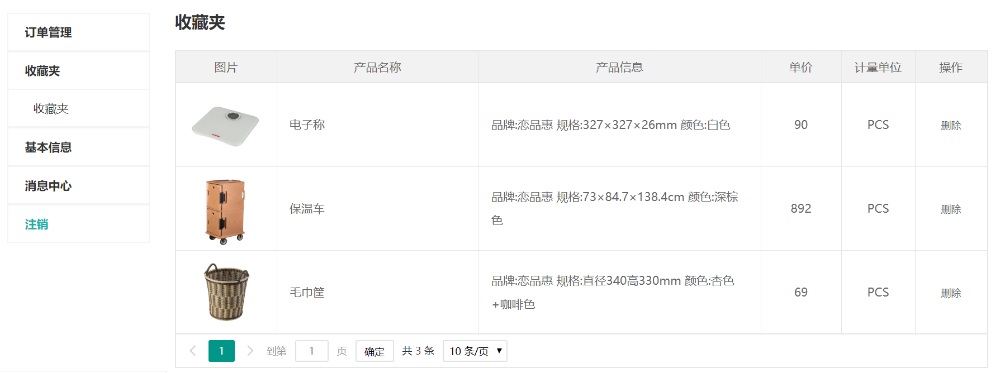 订单管理
收藏夹
收藏夹
基本信息
消息中心
注销
收藏夹
图片 产品名称 产品信息 单价 计量单位 操作
电子称 品牌:恋品惠 规格:327×327×26mm 颜色:白色 90 PCS 删除
保温车 品牌:恋品惠 规格:73×84.7×138.4cm 颜色:深棕
色 892 PCS 删除
毛巾筐 品牌:恋品惠 规格:直径340高330mm 颜色:杏色
+咖啡色 69 PCS 删除
1 到第 1 页 确定 共 3 条 10 条/页